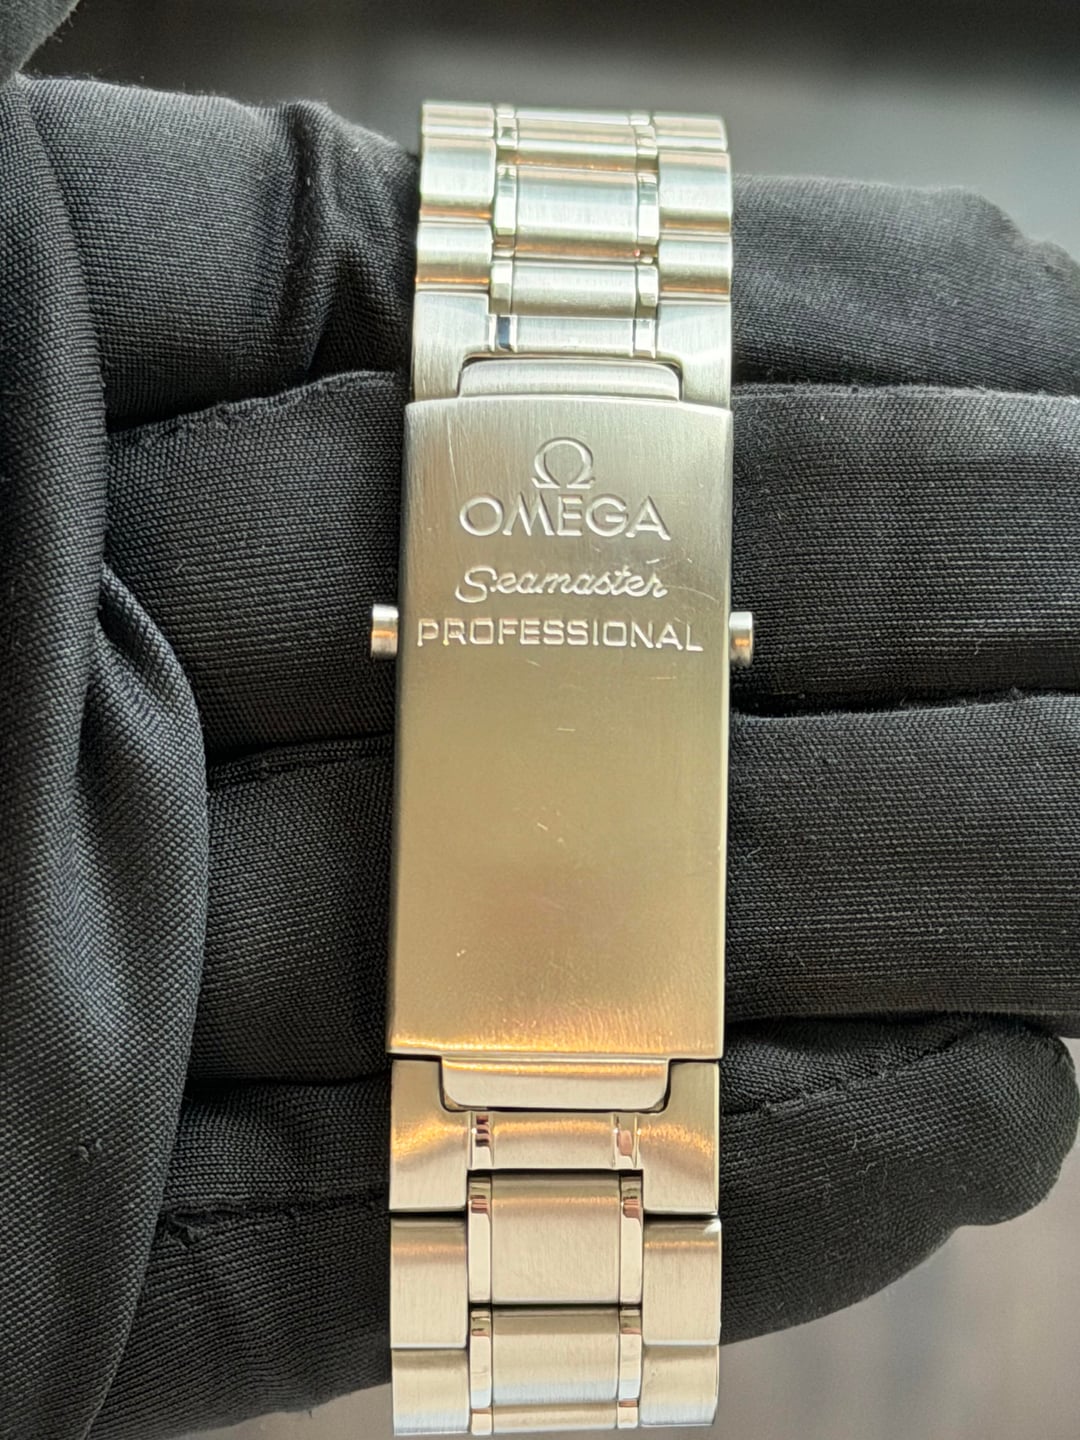 Ω
OMEGA
Seamaster
PROFESSIONAL